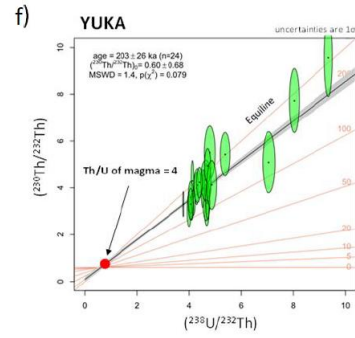 f)
YUKA
uncertainties are 1σ
age = 203 ± 26 ka (n=24)
(²³⁰Th/²³²Th)₀= 0.60 ± 0.68
MSWD = 1.4, p(χ²) = 0.079
Equiline
Th/U of magma = 4
200
100
50
20
10
5
0
(²³⁰Th/²³²Th)
10
8
6
4
2
0
0
2
4
6
8
10
(²³⁸U/²³²Th)